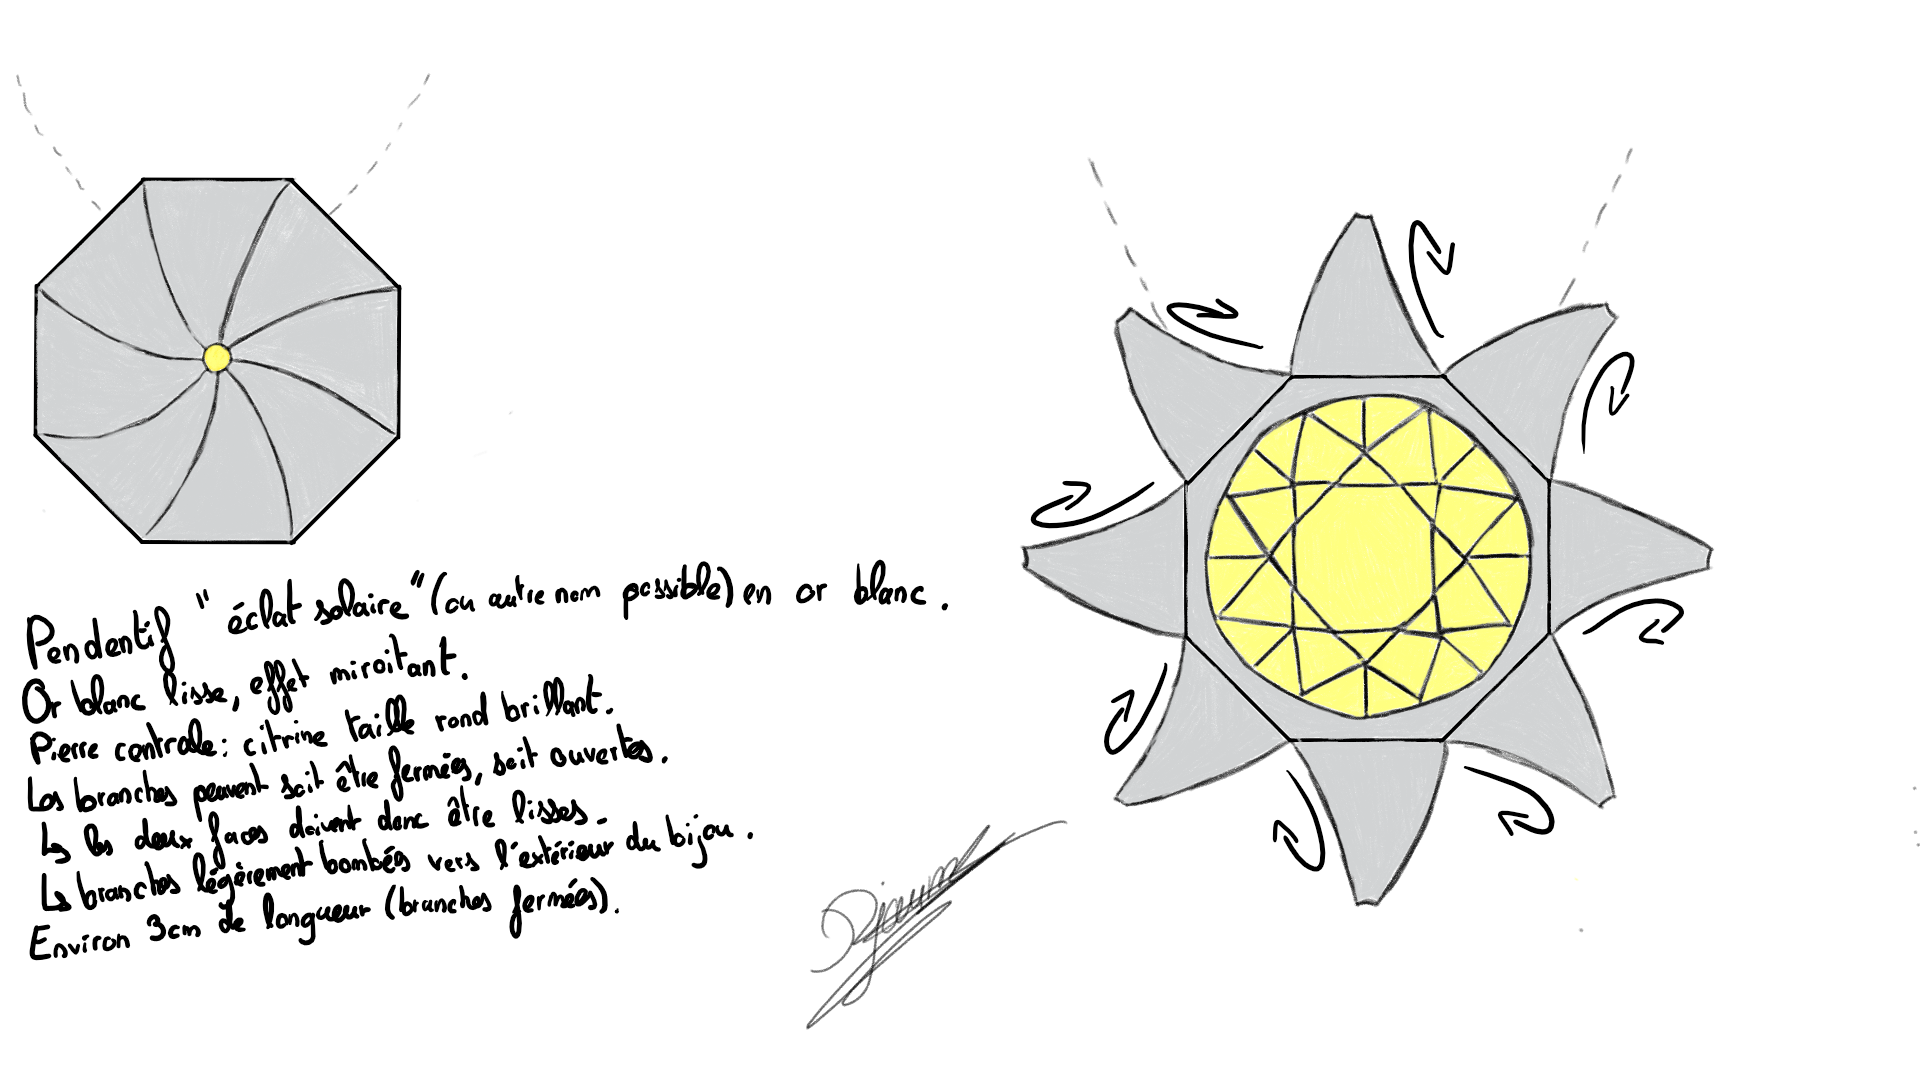 Pendentif "éclat solaire" (ou autre nom possible) en or blanc.
Or blanc lisse, effet miroitant.
Pierre centrale : citrine taille rond brillant.
Les branches peuvent soit être fermées, soit ouvertes.
↳ les deux faces doivent donc être lisses.
↳ branches légèrement bombées vers l'extérieur du bijou.
Environ 3cm de longueur (branches fermées).